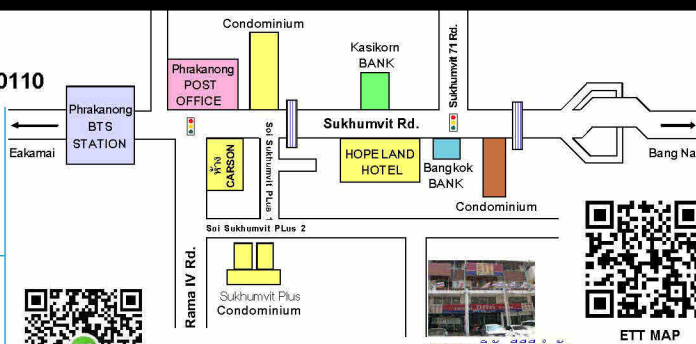 Condominium
Kasikorn
BANK
Sukhumvit 71 Rd.
Phrakanong
POST
OFFICE
0110
Phrakanong
BTS
STATION
Sukhumvit Rd.
Eakamai
Bang Na
ห้าง
CARSON
Soi Sukhumvit PLus 1
HOPE LAND
HOTEL
Bangkok
BANK
Condominium
Soi Sukhumvit PLus 2
Rama IV Rd.
Sukhumvit Plus
Condominium
ETT MAP